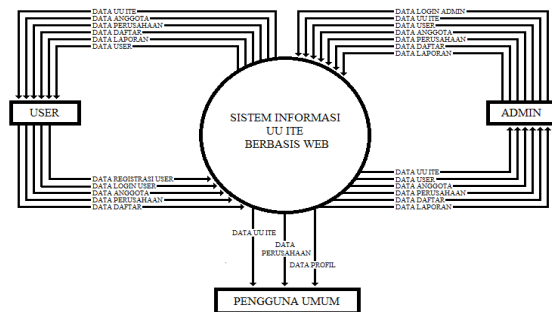 DATA UU ITE
DATA ANGGOTA
DATA PERUSAHAAN
DATA DAFTAR
DATA LAPORAN
DATA USER
DATA LOGIN ADMIN
DATA UU ITE
DATA USER
DATA ANGGOTA
DATA PERUSAHAAN
DATA DAFTAR
DATA LAPORAN
USER
SISTEM INFORMASI
UU ITE
BERBASIS WEB
ADMIN
DATA REGISTRASI USER
DATA LOGIN USER
DATA ANGGOTA
DATA PERUSAHAAN
DATA DAFTAR
DATA UU ITE
DATA USER
DATA ANGGOTA
DATA PERUSAHAAN
DATA DAFTAR
DATA LAPORAN
DATA UU ITE
DATA
PERUSAHAAN
DATA PROFIL
PENGGUNA UMUM